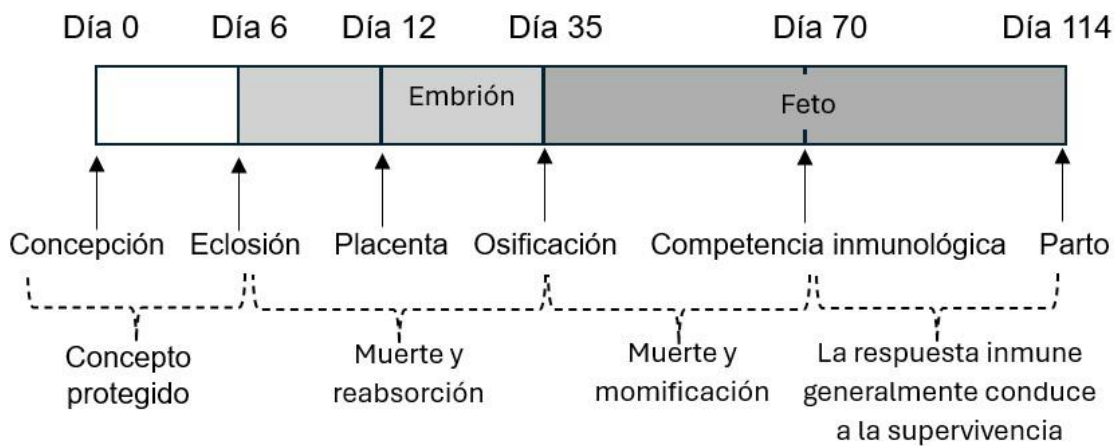 Día 0 Día 6 Día 12 Día 35 Día 70 Día 114
Embrión Feto
Concepción Eclosión Placenta Osificación Competencia inmunológica Parto
Concepto
protegido
Muerte y
reabsorción
Muerte y
momificación
La respuesta inmune
generalmente conduce
a la supervivencia